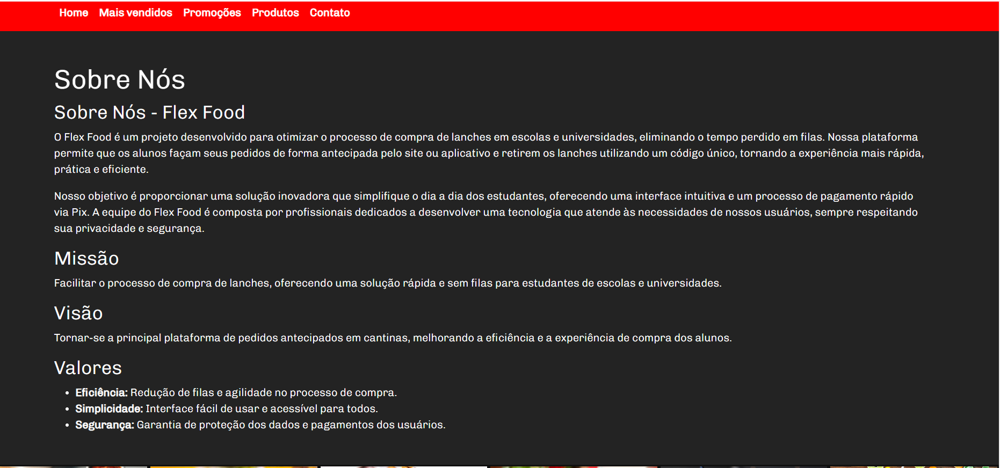 Home Mais vendidos Promoções Produtos Contato
Sobre Nós
Sobre Nós - Flex Food
O Flex Food é um projeto desenvolvido para otimizar o processo de compra de lanches em escolas e universidades, eliminando o tempo perdido em filas. Nossa plataforma
permite que os alunos façam seus pedidos de forma antecipada pelo site ou aplicativo e retirem os lanches utilizando um código único, tornando a experiência mais rápida,
prática e eficiente.
Nosso objetivo é proporcionar uma solução inovadora que simplifique o dia a dia dos estudantes, oferecendo uma interface intuitiva e um processo de pagamento rápido
via Pix. A equipe do Flex Food é composta por profissionais dedicados a desenvolver uma tecnologia que atende às necessidades de nossos usuários, sempre respeitando
sua privacidade e segurança.
Missão
Facilitar o processo de compra de lanches, oferecendo uma solução rápida e sem filas para estudantes de escolas e universidades.
Visão
Tornar-se a principal plataforma de pedidos antecipados em cantinas, melhorando a eficiência e a experiência de compra dos alunos.
Valores
• Eficiência: Redução de filas e agilidade no processo de compra.
• Simplicidade: Interface fácil de usar e acessível para todos.
• Segurança: Garantia de proteção dos dados e pagamentos dos usuários.